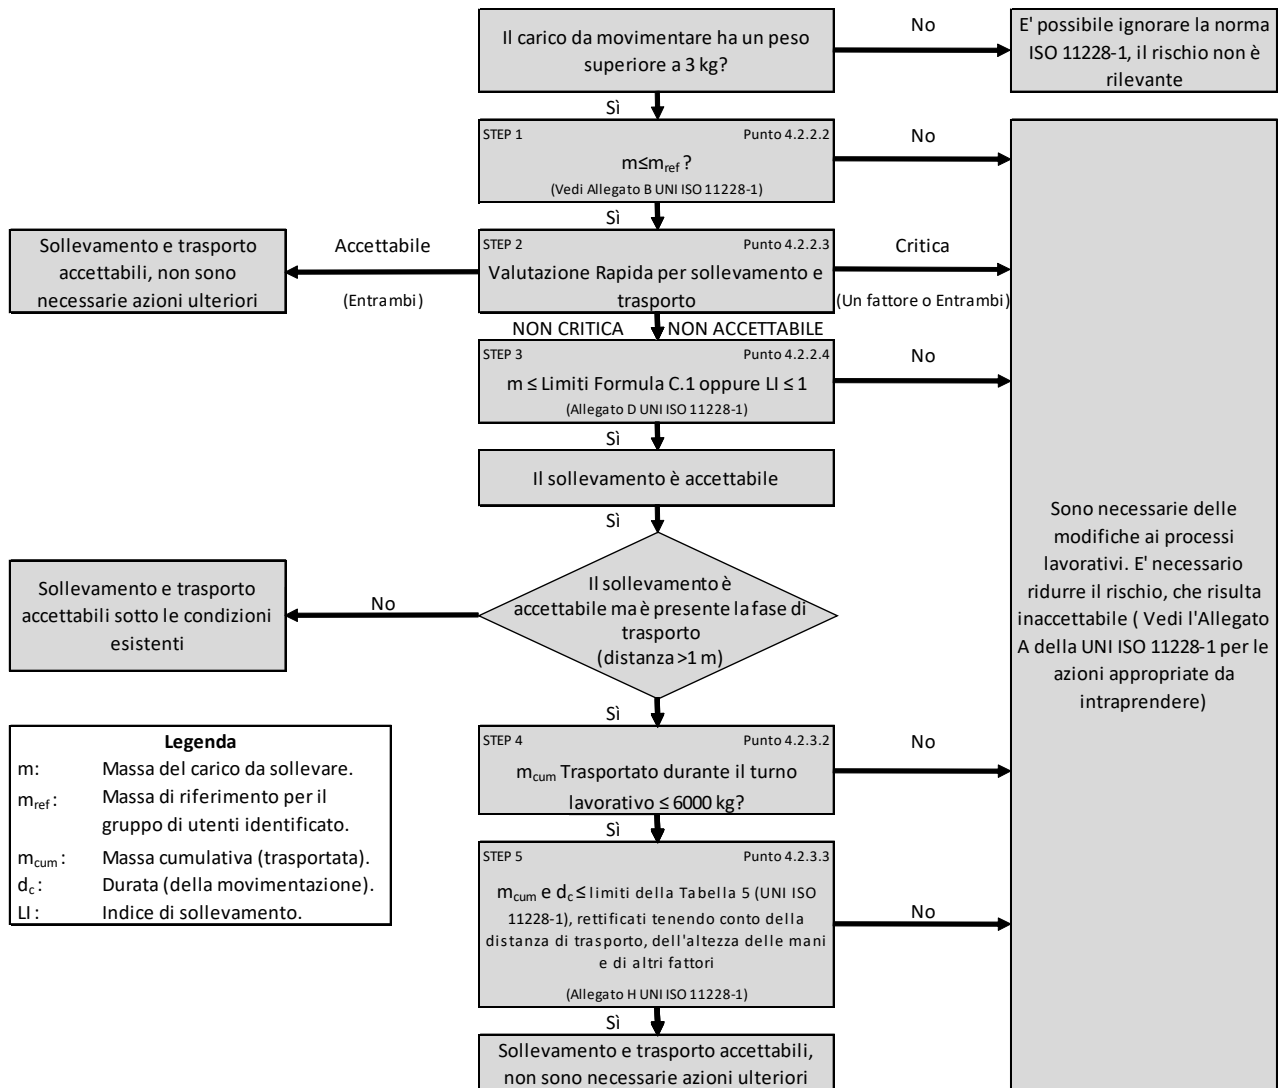 Il carico da movimentare ha un peso
superiore a 3 kg?
No
E' possibile ignorare la norma
ISO 11228-1, il rischio non è
rilevante
Sì
STEP 1 Punto 4.2.2.2
m≤mref ?
(Vedi Allegato B UNI ISO 11228-1)
No
Sì
Sollevamento e trasporto
accettabili, non sono
necessarie azioni ulteriori
Accettabile
(Entrambi)
STEP 2 Punto 4.2.2.3
Valutazione Rapida per sollevamento e
trasporto
Critica
(Un fattore o Entrambi)
NON CRITICA NON ACCETTABILE
STEP 3 Punto 4.2.2.4
m ≤ Limiti Formula C.1 oppure LI ≤ 1
(Allegato D UNI ISO 11228-1)
No
Sì
Il sollevamento è accettabile
Sì
Sollevamento e trasporto
accettabili sotto le condizioni
esistenti
No
Il sollevamento è
accettabile ma è presente la fase di
trasporto
(distanza >1 m)
Sono necessarie delle
modifiche ai processi
lavorativi. E' necessario
ridurre il rischio, che risulta
inaccettabile ( Vedi l'Allegato
A della UNI ISO 11228-1 per le
azioni appropriate da
intraprendere)
Sì
STEP 4 Punto 4.2.3.2
mcum Trasportato durante il turno
lavorativo ≤ 6000 kg?
No
Sì
STEP 5 Punto 4.2.3.3
mcum e dc ≤ limiti della Tabella 5 (UNI ISO
11228-1), rettificati tenendo conto della
distanza di trasporto, dell'altezza delle mani
e di altri fattori
(Allegato H UNI ISO 11228-1)
No
Sì
Sollevamento e trasporto accettabili,
non sono necessarie azioni ulteriori
Legenda
m: Massa del carico da sollevare.
mref : Massa di riferimento per il
gruppo di utenti identificato.
mcum : Massa cumulativa (trasportata).
dc : Durata (della movimentazione).
LI : Indice di sollevamento.